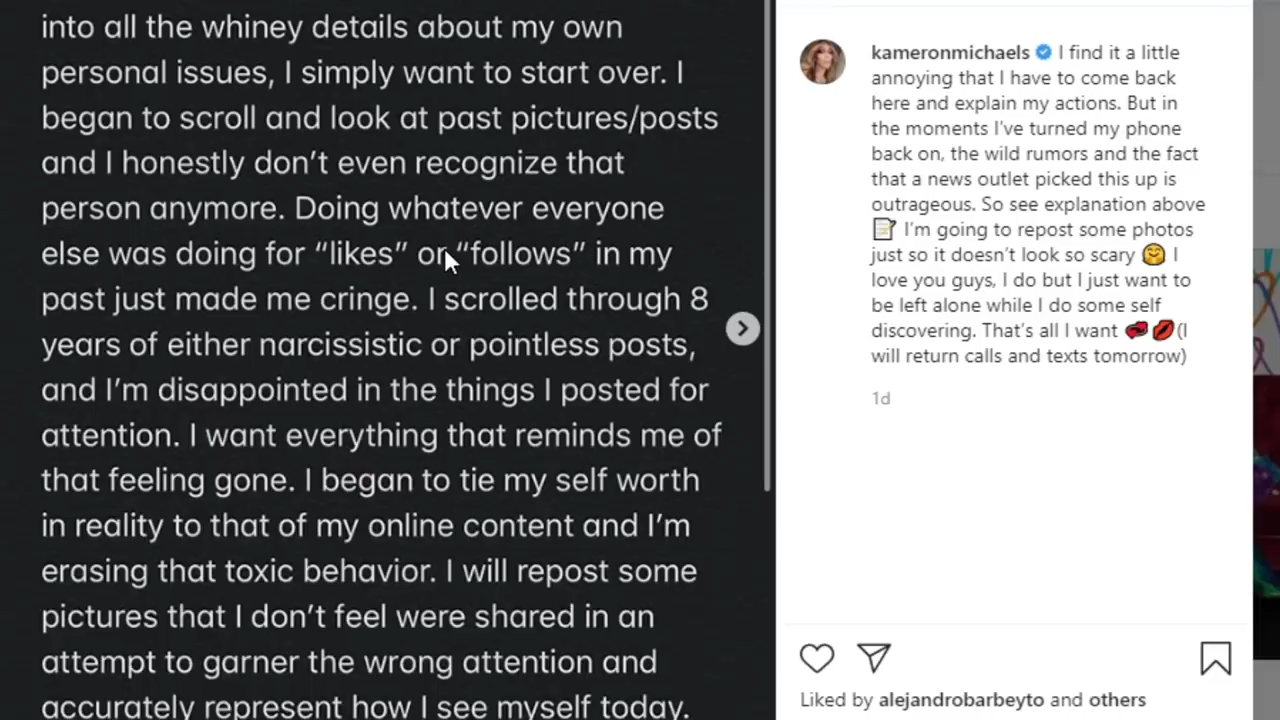 into all the whiney details about my own
personal issues, I simply want to start over. I
began to scroll and look at past pictures/posts
and I honestly don’t even recognize that
person anymore. Doing whatever everyone
else was doing for “likes” or “follows” in my
past just made me cringe. I scrolled through 8
years of either narcissistic or pointless posts,
and I’m disappointed in the things I posted for
attention. I want everything that reminds me of
that feeling gone. I began to tie my self worth
in reality to that of my online content and I’m
erasing that toxic behavior. I will repost some
pictures that I don’t feel were shared in an
attempt to garner the wrong attention and
accurately represent how I see myself today.
kameronmichaels I find it a little
annoying that I have to come back
here and explain my actions. But in
the moments I’ve turned my phone
back on, the wild rumors and the fact
that a news outlet picked this up is
outrageous. So see explanation above
📝 I’m going to repost some photos
just so it doesn’t look so scary 🤗 I
love you guys, I do but I just want to
be left alone while I do some self
discovering. That’s all I want 💋(I
will return calls and texts tomorrow)
1d
Liked by alejandrobarbeyto and others